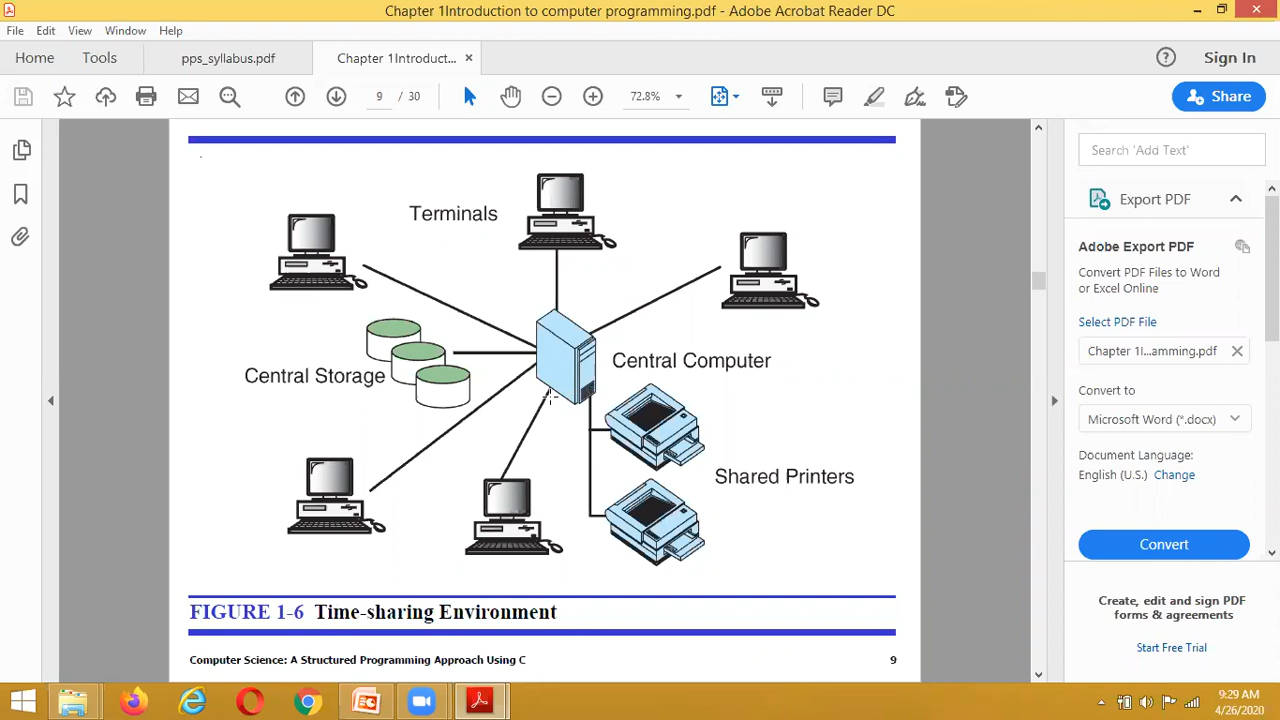 Chapter 1Introduction to computer programming.pdf - Adobe Acrobat Reader DC
File Edit View Window Help
Home Tools pps_syllabus.pdf Chapter 1Introduct... Sign In
9 / 30 72.8% Share
Terminals
Central Storage
Central Computer
Shared Printers
FIGURE 1-6 Time-sharing Environment
Computer Science: A Structured Programming Approach Using C 9
Search 'Add Text'
Export PDF
Adobe Export PDF
Convert PDF Files to Word
or Excel Online
Select PDF File
Chapter 1I...amming.pdf
Convert to
Microsoft Word (*.docx)
Document Language:
English (U.S.) Change
Convert
Create, edit and sign PDF
forms & agreements
Start Free Trial
9:29 AM
4/26/2020